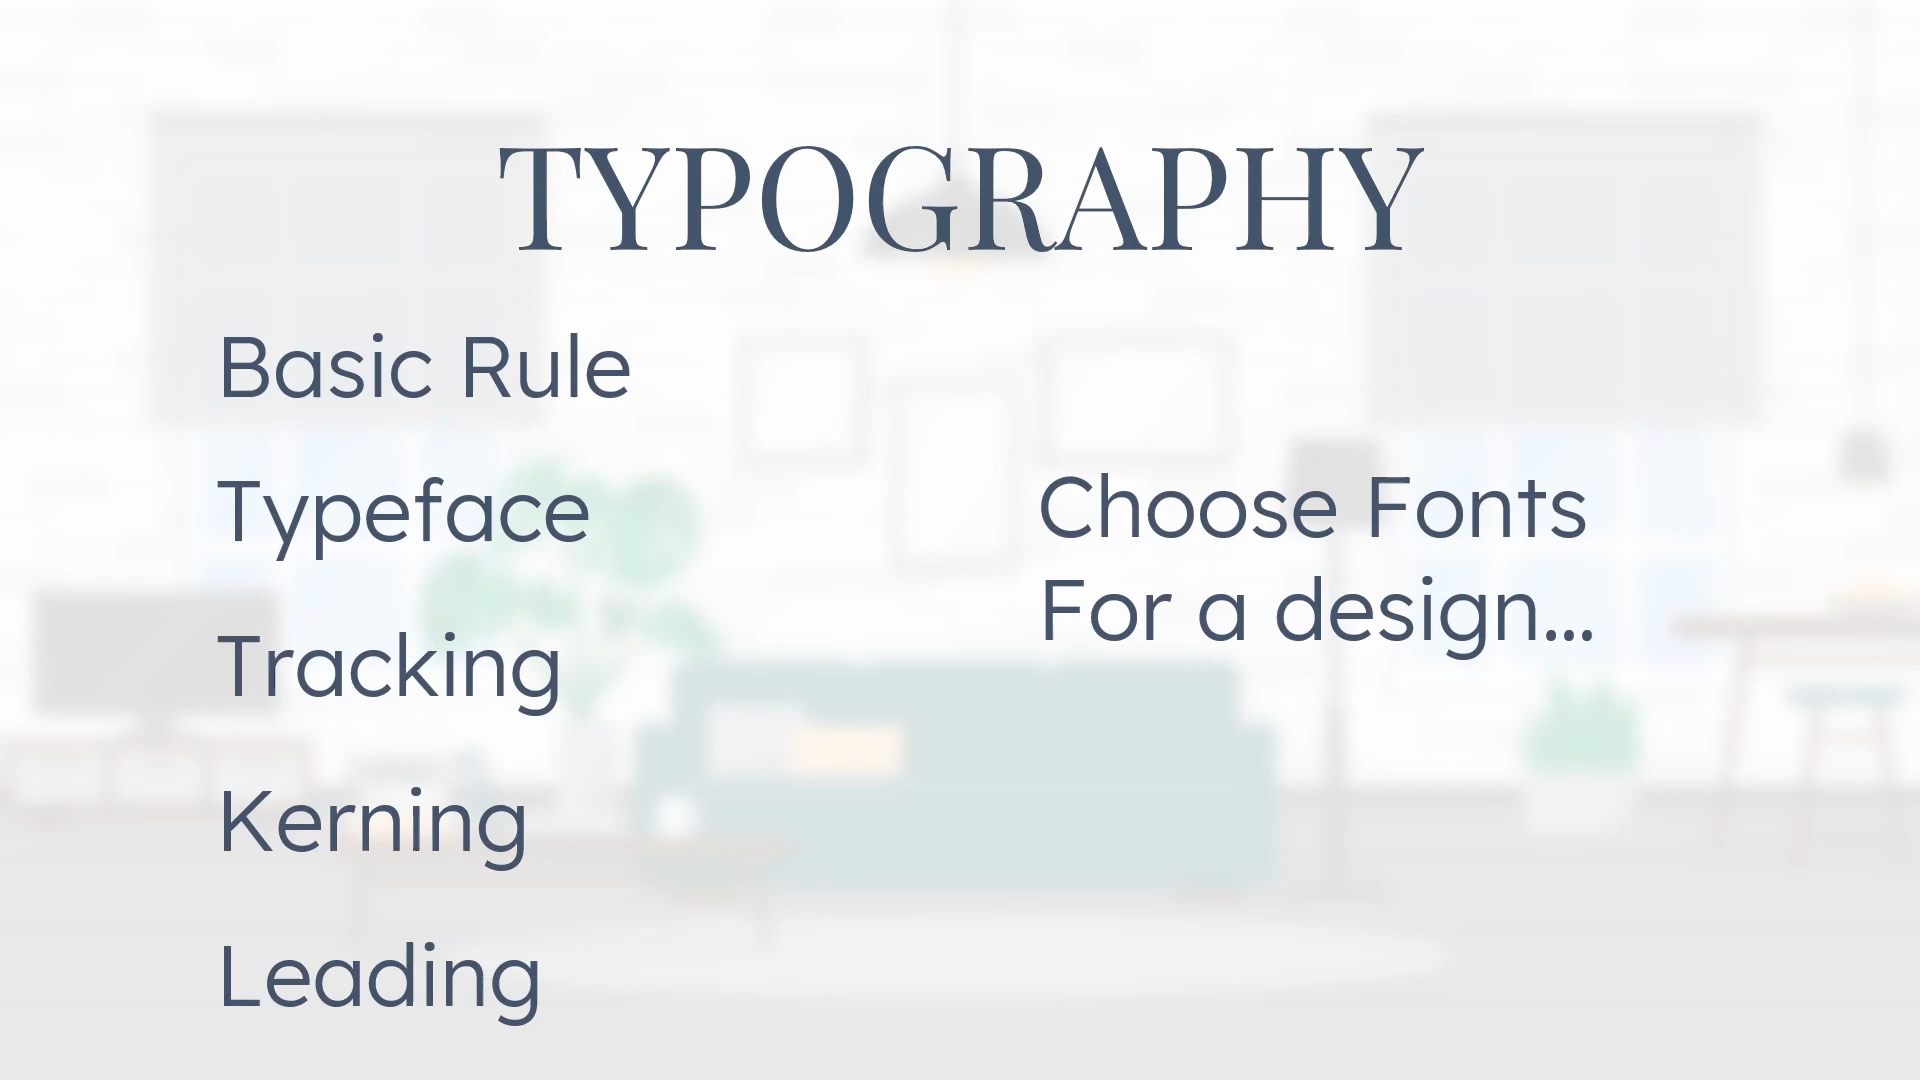 TYPOGRAPHY
Basic Rule
Typeface
Tracking
Kerning
Leading
Choose Fonts
For a design...